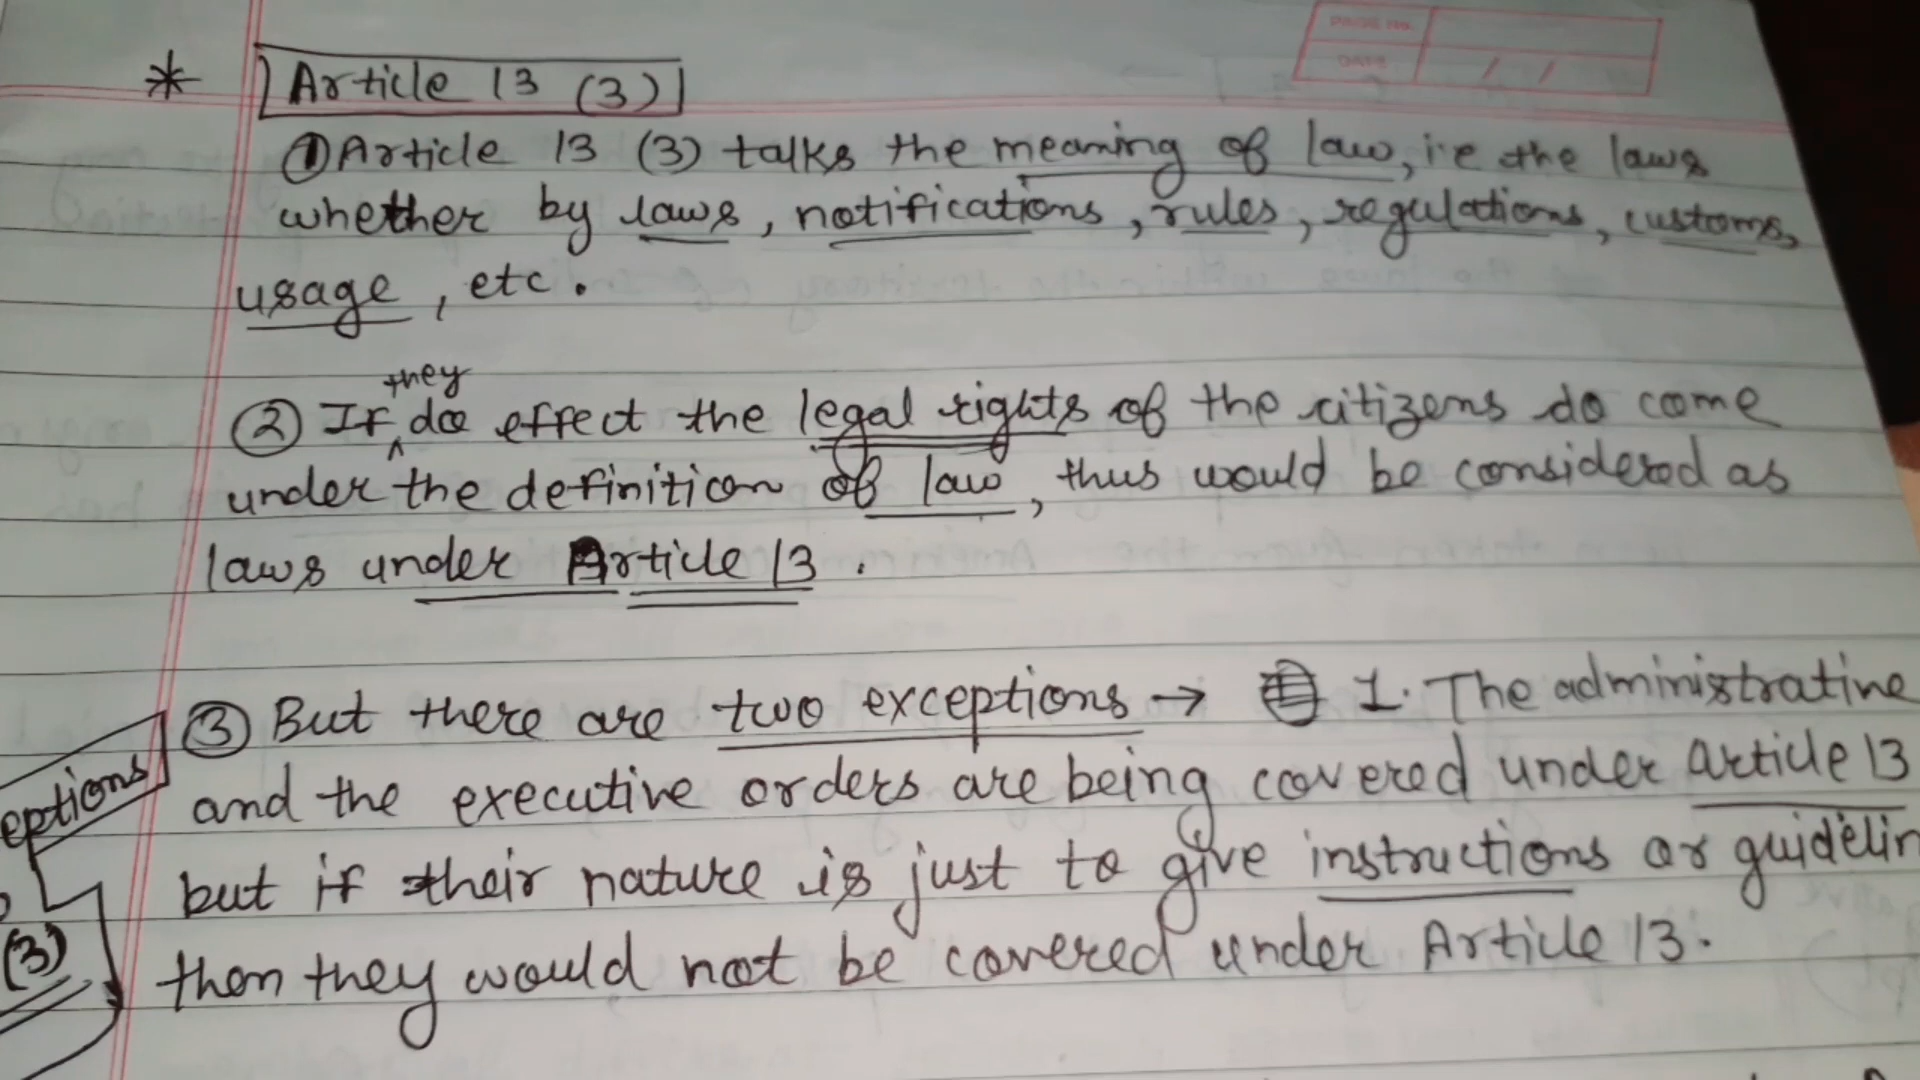 PAGE No.
DATE / /
* Article 13 (3)
① Article 13 (3) talks the meaning of law, i.e the laws
whether by laws, notifications, rules, regulations, customs,
usage, etc.
they
② If ^ do effect the legal rights of the citizens do come
under the definition of law, thus would be considered as
laws under Article 13.
③ But there are two exceptions → 1. The administrative
and the executive orders are being covered under article 13
eptions
but if their nature is just to give instructions or guidelin
(3)
then they would not be covered under Article 13.